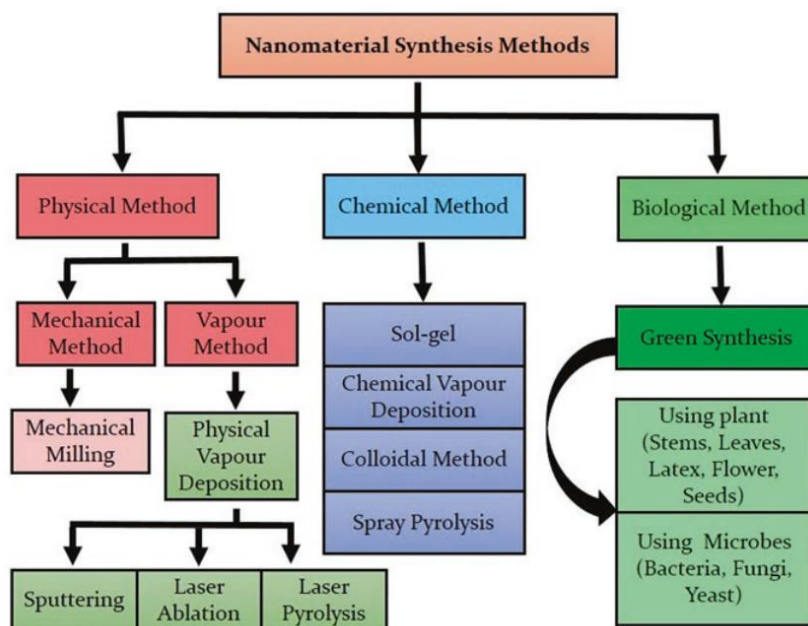 Nanomaterial Synthesis Methods
Physical Method
Chemical Method
Biological Method
Mechanical
Method
Vapour
Method
Mechanical
Milling
Physical
Vapour
Deposition
Sputtering
Laser
Ablation
Laser
Pyrolysis
Sol-gel
Chemical Vapour
Deposition
Colloidal Method
Spray Pyrolysis
Green Synthesis
Using plant
(Stems, Leaves,
Latex, Flower,
Seeds)
Using Microbes
(Bacteria, Fungi,
Yeast)